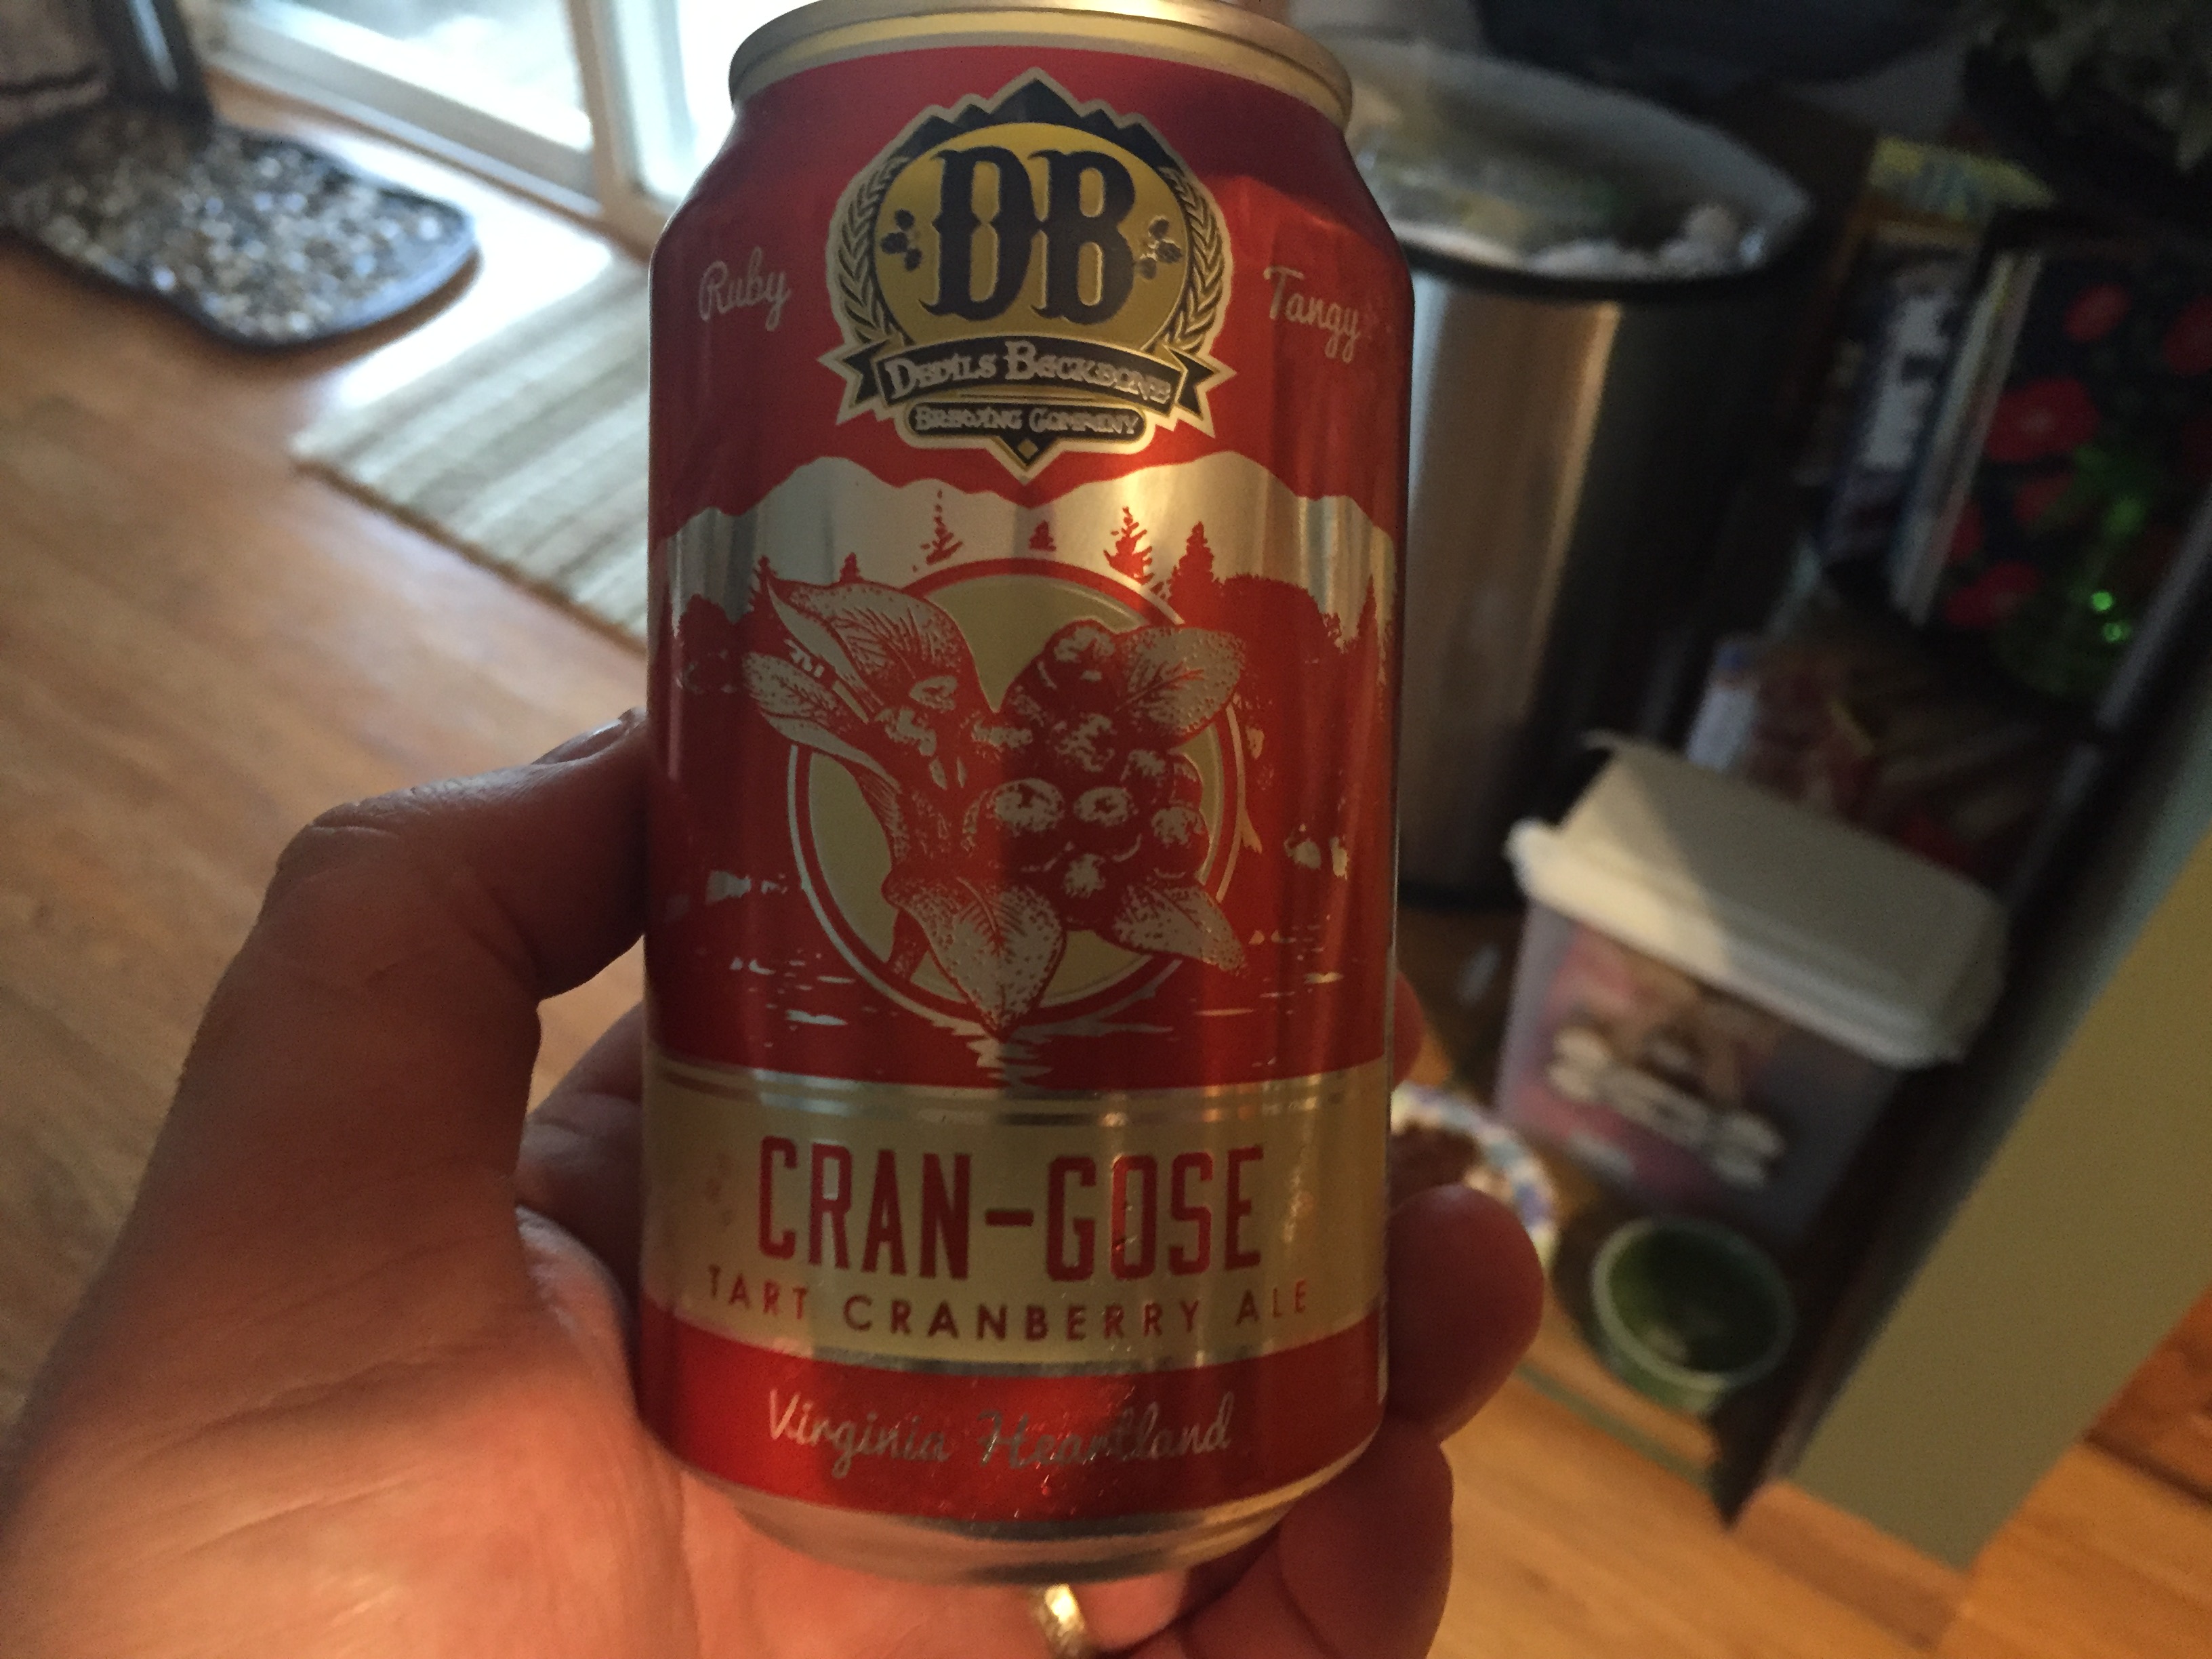 DB
Ruby
Tangy
DEVILS BACKBONE
BREWING COMPANY
CRAN-GOSE
TART CRANBERRY ALE
Virginia Heartland